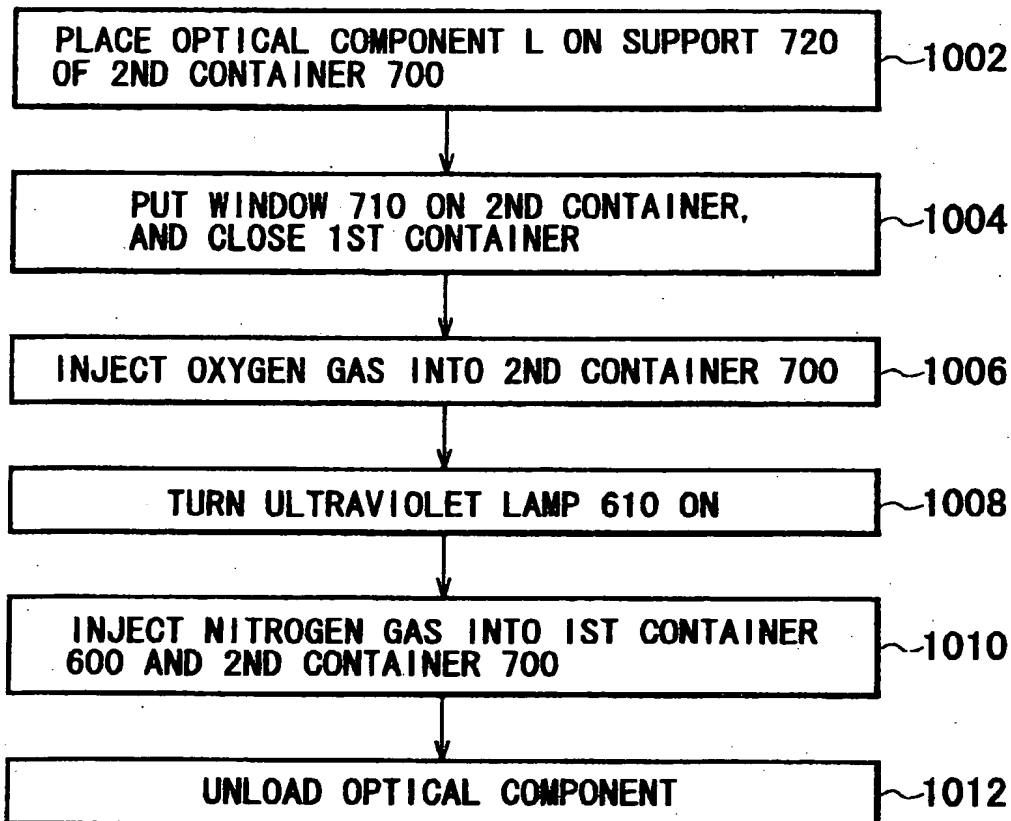 PLACE OPTICAL COMPONENT L ON SUPPORT 720
OF 2ND CONTAINER 700
1002
PUT WINDOW 710 ON 2ND CONTAINER,
AND CLOSE 1ST CONTAINER
1004
INJECT OXYGEN GAS INTO 2ND CONTAINER 700
1006
TURN ULTRAVIOLET LAMP 610 ON
1008
INJECT NITROGEN GAS INTO 1ST CONTAINER
600 AND 2ND CONTAINER 700
1010
UNLOAD OPTICAL COMPONENT
1012